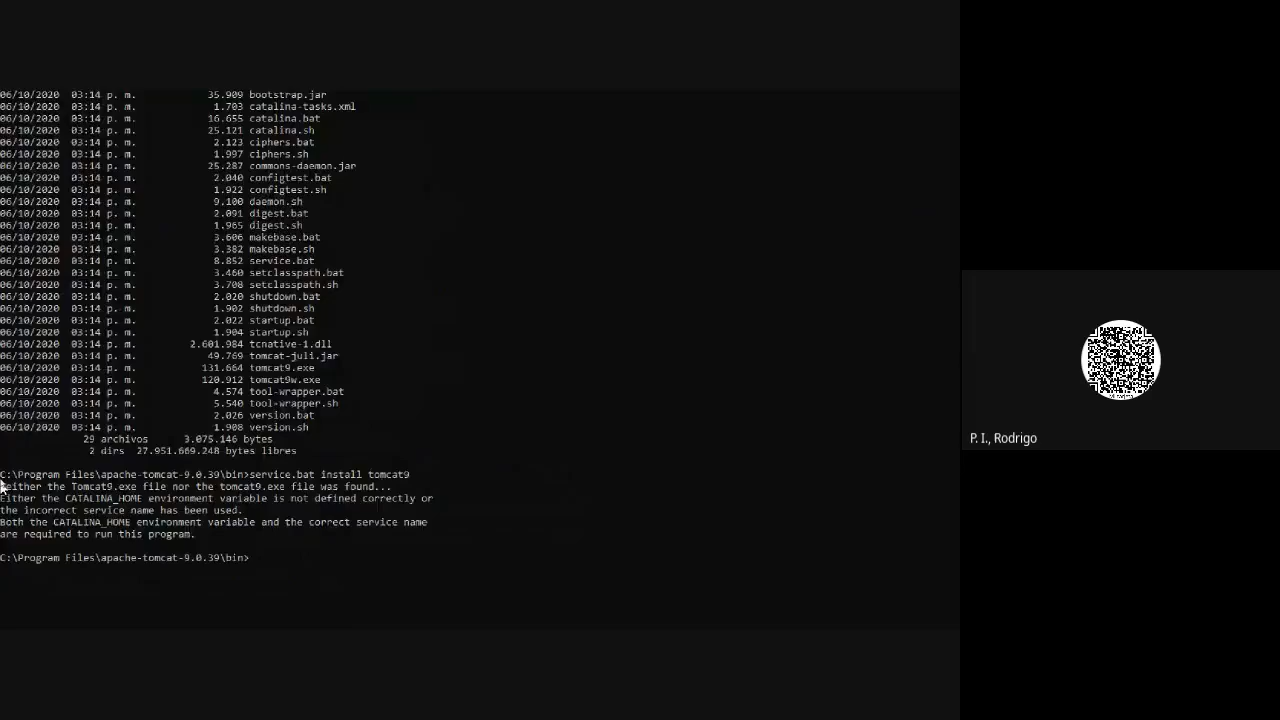 06/10/2020 03:14 p. m. 35.909 bootstrap.jar
06/10/2020 03:14 p. m. 1.703 catalina-tasks.xml
06/10/2020 03:14 p. m. 16.655 catalina.bat
06/10/2020 03:14 p. m. 25.121 catalina.sh
06/10/2020 03:14 p. m. 2.123 ciphers.bat
06/10/2020 03:14 p. m. 1.997 ciphers.sh
06/10/2020 03:14 p. m. 25.287 commons-daemon.jar
06/10/2020 03:14 p. m. 2.040 configtest.bat
06/10/2020 03:14 p. m. 1.922 configtest.sh
06/10/2020 03:14 p. m. 9.100 daemon.sh
06/10/2020 03:14 p. m. 2.091 digest.bat
06/10/2020 03:14 p. m. 1.965 digest.sh
06/10/2020 03:14 p. m. 3.606 makebase.bat
06/10/2020 03:14 p. m. 3.382 makebase.sh
06/10/2020 03:14 p. m. 8.852 service.bat
06/10/2020 03:14 p. m. 3.460 setclasspath.bat
06/10/2020 03:14 p. m. 3.708 setclasspath.sh
06/10/2020 03:14 p. m. 2.020 shutdown.bat
06/10/2020 03:14 p. m. 1.902 shutdown.sh
06/10/2020 03:14 p. m. 2.022 startup.bat
06/10/2020 03:14 p. m. 1.904 startup.sh
06/10/2020 03:14 p. m. 2.601.984 tcnative-1.dll
06/10/2020 03:14 p. m. 49.769 tomcat-juli.jar
06/10/2020 03:14 p. m. 131.664 tomcat9.exe
06/10/2020 03:14 p. m. 120.912 tomcat9w.exe
06/10/2020 03:14 p. m. 4.574 tool-wrapper.bat
06/10/2020 03:14 p. m. 5.540 tool-wrapper.sh
06/10/2020 03:14 p. m. 2.026 version.bat
06/10/2020 03:14 p. m. 1.908 version.sh
29 archivos 3.075.146 bytes
2 dirs 27.951.669.248 bytes libres
C:\Program Files\apache-tomcat-9.0.39\bin>service.bat install tomcat9
Neither the Tomcat9.exe file nor the tomcat9.exe file was found...
Either the CATALINA_HOME environment variable is not defined correctly or
the incorrect service name has been used.
Both the CATALINA_HOME environment variable and the correct service name
are required to run this program.
C:\Program Files\apache-tomcat-9.0.39\bin>
P. I., Rodrigo